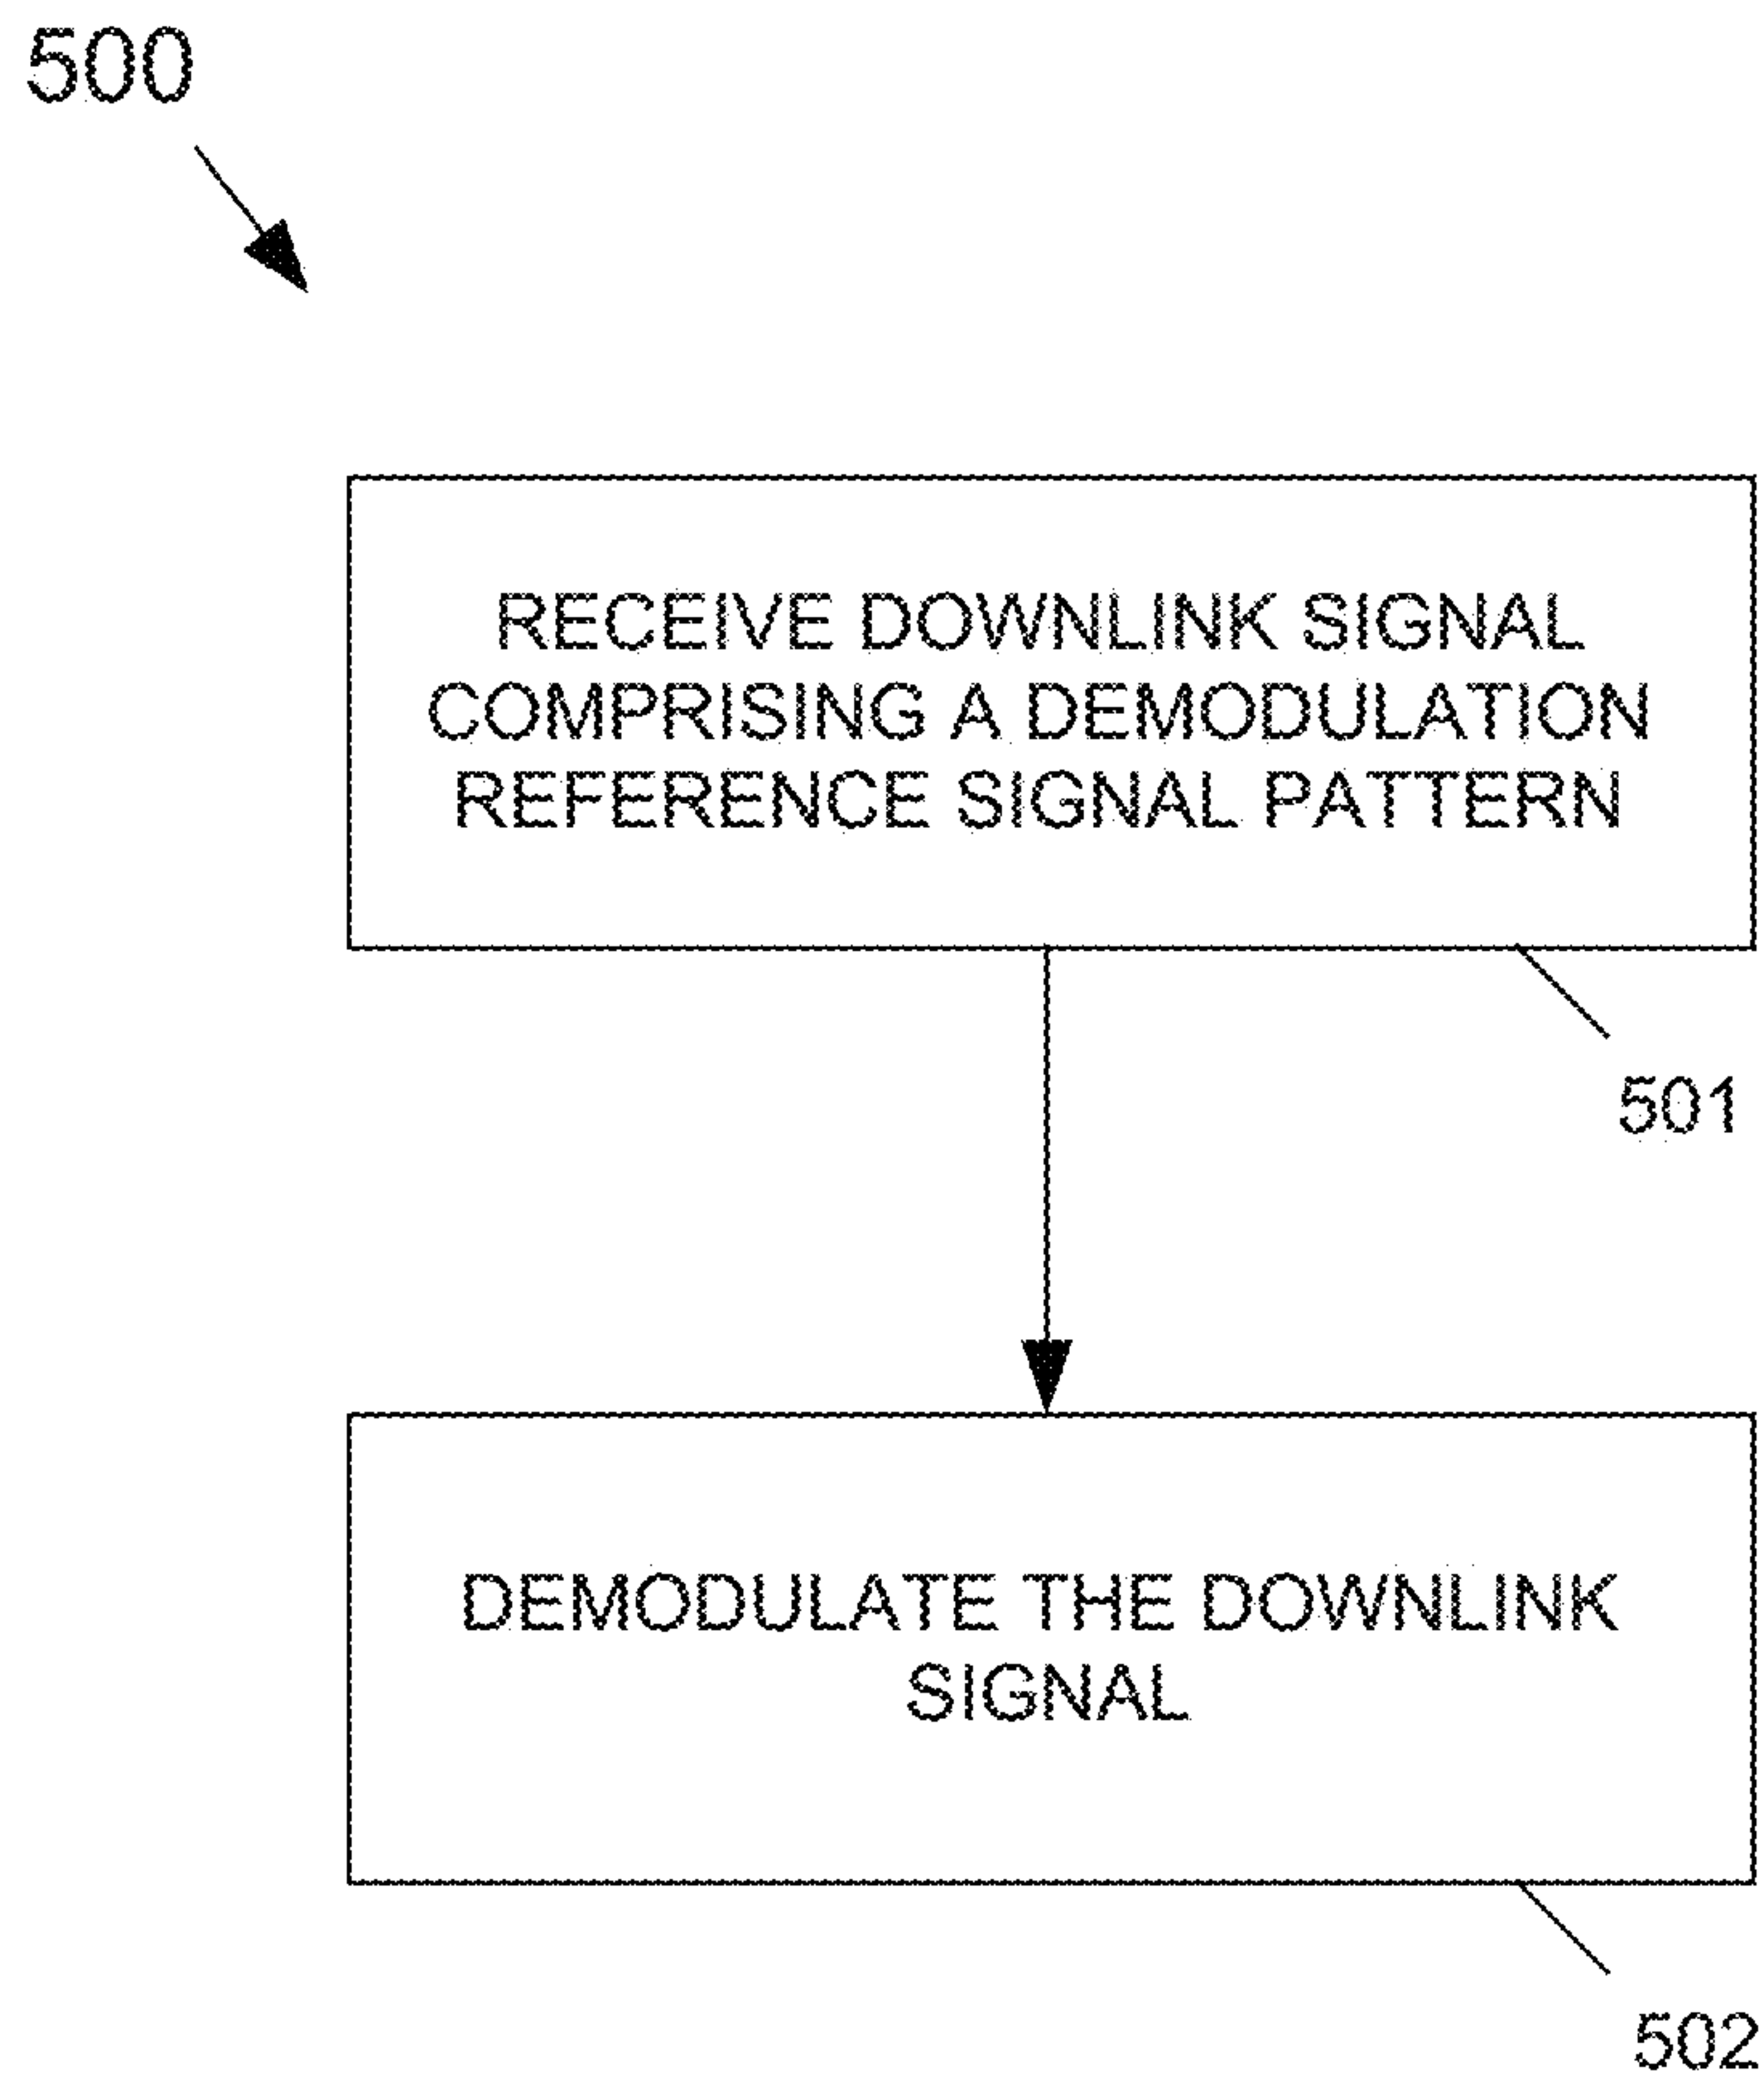 500
RECEIVE DOWNLINK SIGNAL
COMPRISING A DEMODULATION
REFERENCE SIGNAL PATTERN
501
DEMODULATE THE DOWNLINK
SIGNAL
502